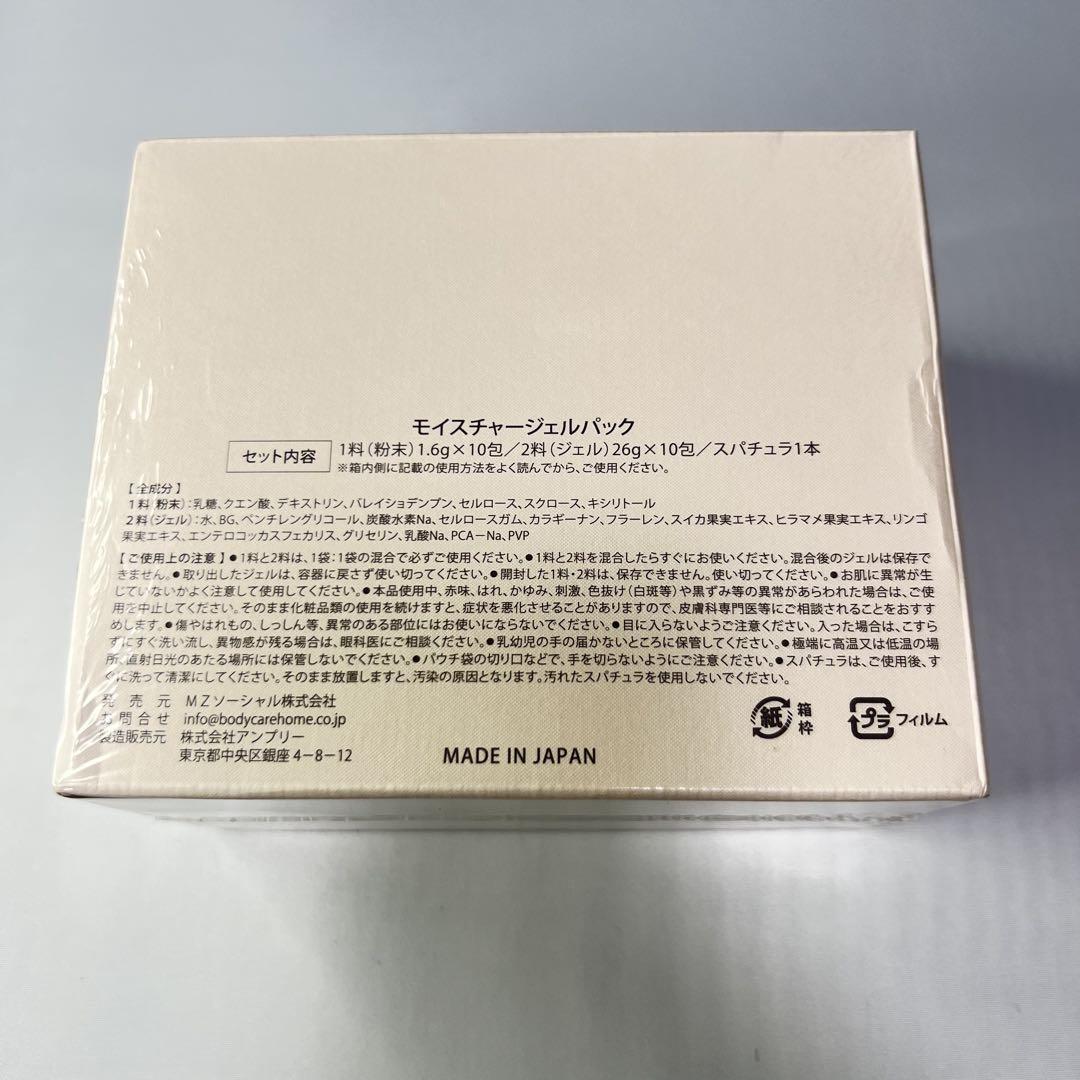 モイスチャージェルパック
セット内容 1料(粉末)1.6g×10包/2料(ジェル)26g×10包/スパチュラ1本
※箱内側に記載の使用方法をよく読んでから、ご使用ください。
【全成分】
1料(粉末):乳糖、クエン酸、デキストリン、バレイショデンプン、セルロース、スクロース、キシリトール
2料(ジェル):水、BG、ペンチレングリコール、炭酸水素Na、セルロースガム、カラギーナン、フラーレン、スイカ果実エキス、ヒラマメ果実エキス、リンゴ
果実エキス、エンテロコッカスフェカリス、グリセリン、乳酸Na、PCA－Na、PVP
【ご使用上の注意】●1料と2料は、1袋:1袋の混合で必ずご使用ください。●1料と2料を混合したらすぐにお使いください。混合後のジェルは保存で
きません。●取り出したジェルは、容器に戻さず使い切ってください。●開封した1料・2料は、保存できません。使い切ってください。●お肌に異常が生
じていないかよく注意して使用してください。●本品使用中、赤味、はれ、かゆみ、刺激、色抜け(白斑等)や黒ずみ等の異常があらわれた場合は、ご使
用を中止してください。そのまま化粧品類の使用を続けますと、症状を悪化させることがありますので、皮膚科専門医等にご相談されることをおすす
めします。●傷やはれもの、しっしん等、異常のある部位にはお使いにならないでください。●目に入らないようご注意ください。入った場合は、こすら
ずにすぐ洗い流し、異物感が残る場合は、眼科医にご相談ください。●乳幼児の手の届かないところに保管してください。●極端に高温又は低温の場
所、直射日光のあたる場所には保管しないでください。●パウチ袋の切り口などで、手を切らないようにご注意ください。●スパチュラは、ご使用後、す
ぐに洗って清潔にしてください。そのまま放置しますと、汚染の原因となります。汚れたスパチュラを使用しないでください。
発売元 MZソーシャル株式会社
お問合せ info@bodycarehome.co.jp
製造販売元 株式会社アンプリー
東京都中央区銀座4－8－12
MADE IN JAPAN
紙 箱
枠
プラ フィルム